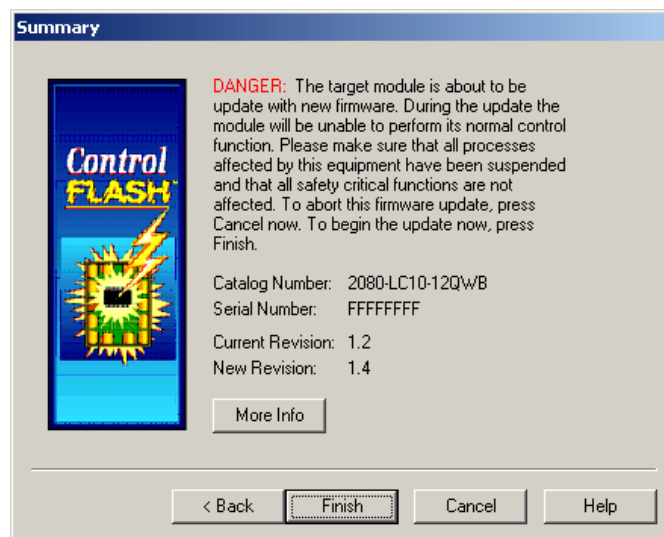 Summary
Control
FLASH™
DANGER: The target module is about to be
update with new firmware. During the update the
module will be unable to perform its normal control
function. Please make sure that all processes
affected by this equipment have been suspended
and that all safety critical functions are not
affected. To abort this firmware update, press
Cancel now. To begin the update now, press
Finish.
Catalog Number: 2080-LC10-12QWB
Serial Number: FFFFFFFF
Current Revision: 1.2
New Revision: 1.4
More Info
< Back Finish Cancel Help